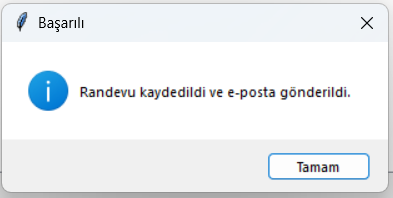 Başarılı
Randevu kaydedildi ve e-posta gönderildi.
Tamam